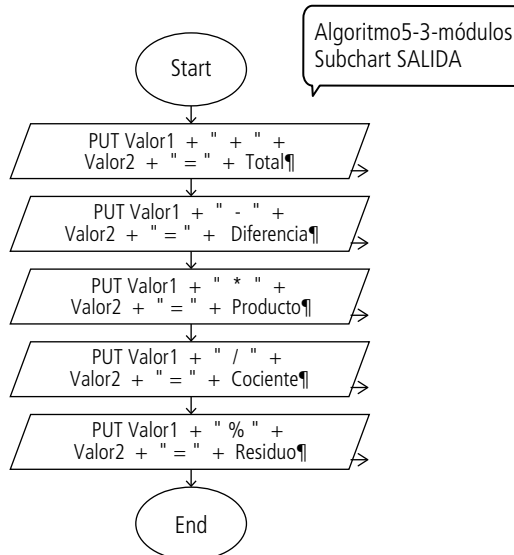 Algoritmo5-3-módulos
Subchart SALIDA
Start
PUT Valor1 + " + " +
Valor2 + " = " + Total¶
PUT Valor1 + " - " +
Valor2 + " = " + Diferencia¶
PUT Valor1 + " * " +
Valor2 + " = " + Producto¶
PUT Valor1 + " / " +
Valor2 + " = " + Cociente¶
PUT Valor1 + " % " +
Valor2 + " = " + Residuo¶
End